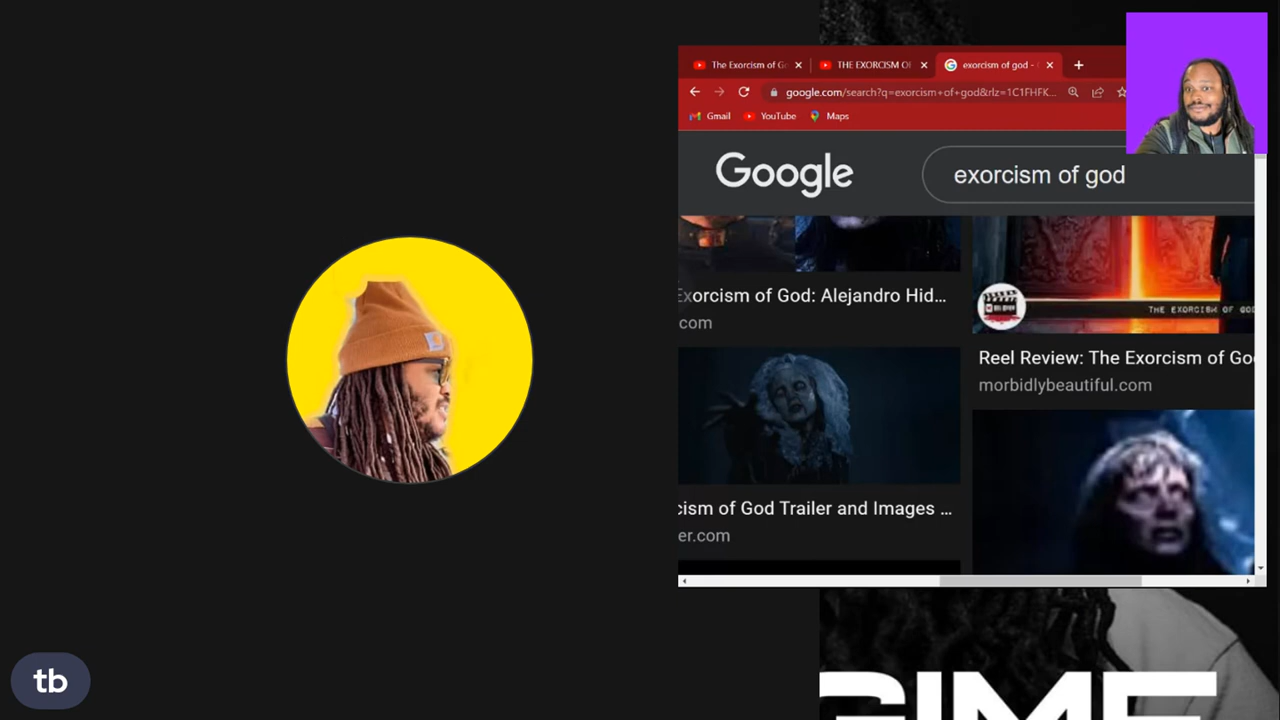 The Exorcism of Go
THE EXORCISM OF
exorcism of god -
google.com/search?q=exorcism+of+god&rlz=1C1FHFK...
Gmail
YouTube
Maps
Google
exorcism of god
Exorcism of God: Alejandro Hid...
com
THE EXORCISM OF GOD
Reel Review: The Exorcism of Go
morbidlybeautiful.com
cism of God Trailer and Images ...
er.com
tb